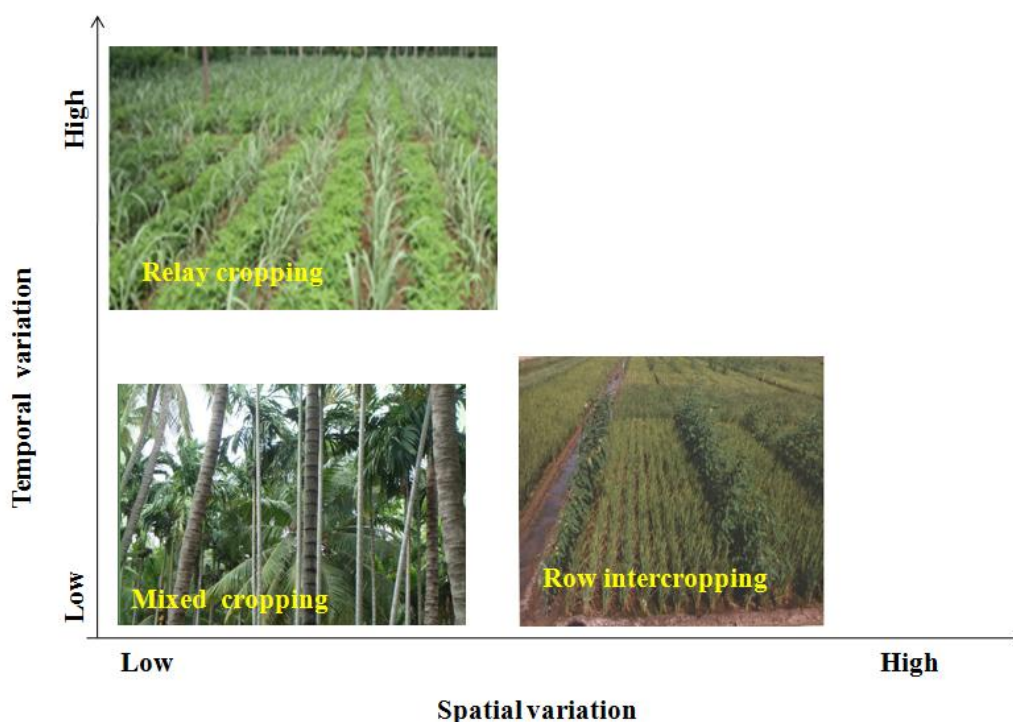 High
Relay cropping
Temporal variation
Mixed cropping
Row intercropping
Low
Low
High
Spatial variation